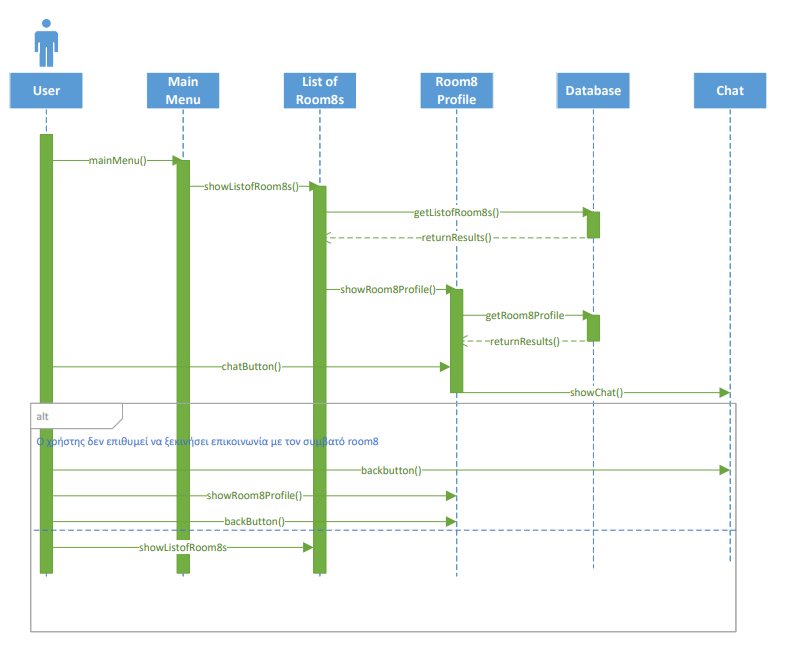 User
Main
Menu
List of
Room8s
Room8
Profile
Database
Chat
mainMenu()
showListofRoom8s()
getListofRoom8s()
returnResults()
showRoom8Profile()
getRoom8Profile
returnResults()
chatButton()
showChat()
alt
Ο χρήστης δεν επιθυμεί να ξεκινήσει επικοινωνία με τον συμβατό room8
backbutton()
showRoom8Profile()
backButton()
showListofRoom8s